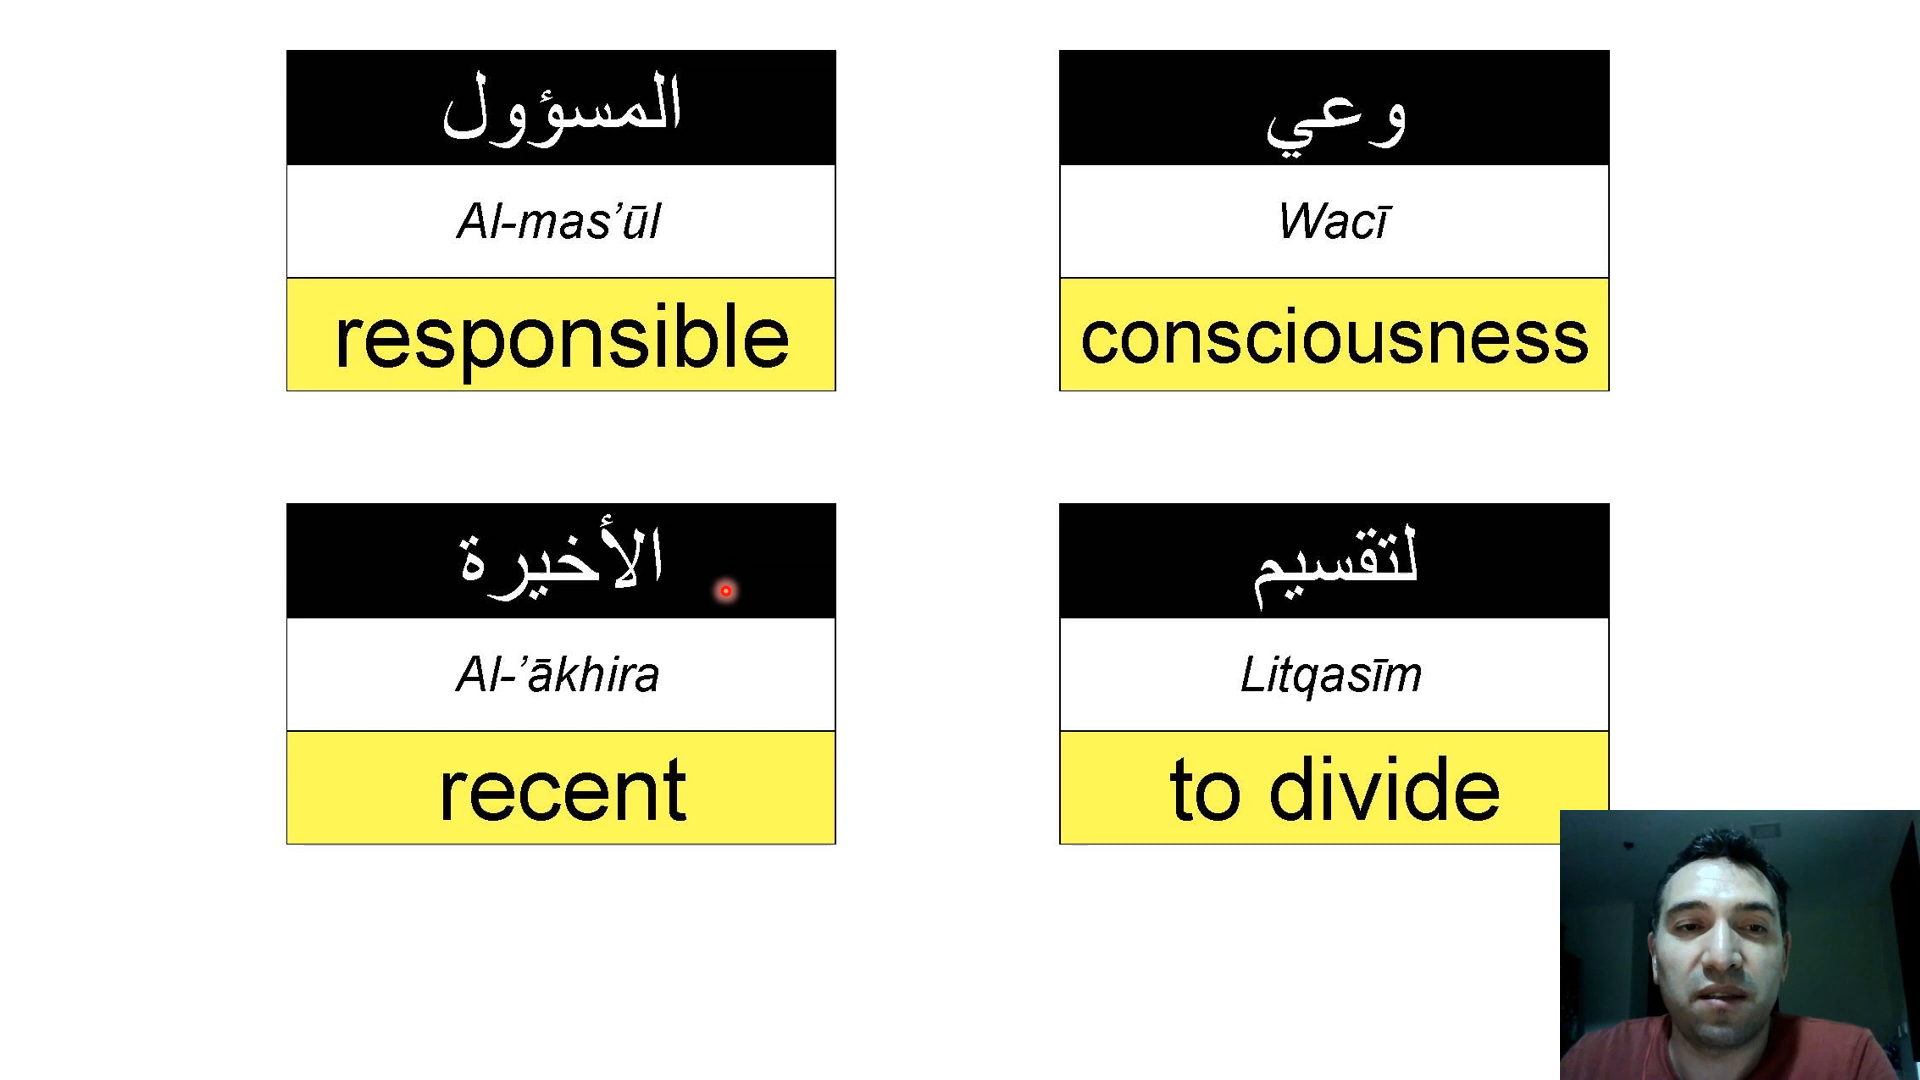 المسؤول
Al-mas’ūl
responsible
وعي
Wacī
consciousness
الأخيرة
Al-’ākhira
recent
لتقسيم
Litqasīm
to divide